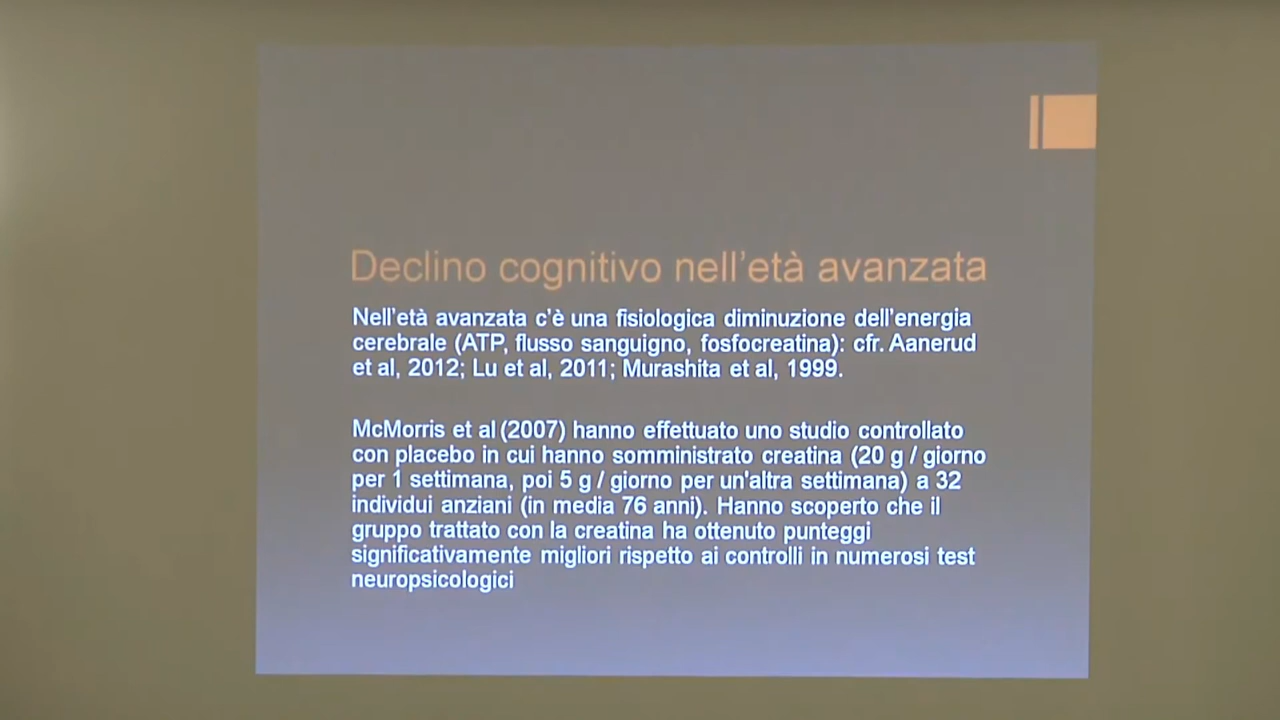 Declino cognitivo nell'età avanzata
Nell'età avanzata c'è una fisiologica diminuzione dell'energia
cerebrale (ATP, flusso sanguigno, fosfocreatina): cfr. Aanerud
et al, 2012; Lu et al, 2011; Murashita et al, 1999.
McMorris et al (2007) hanno effettuato uno studio controllato
con placebo in cui hanno somministrato creatina (20 g / giorno
per 1 settimana, poi 5 g / giorno per un'altra settimana) a 32
individui anziani (in media 76 anni). Hanno scoperto che il
gruppo trattato con la creatina ha ottenuto punteggi
significativamente migliori rispetto ai controlli in numerosi test
neuropsicologici